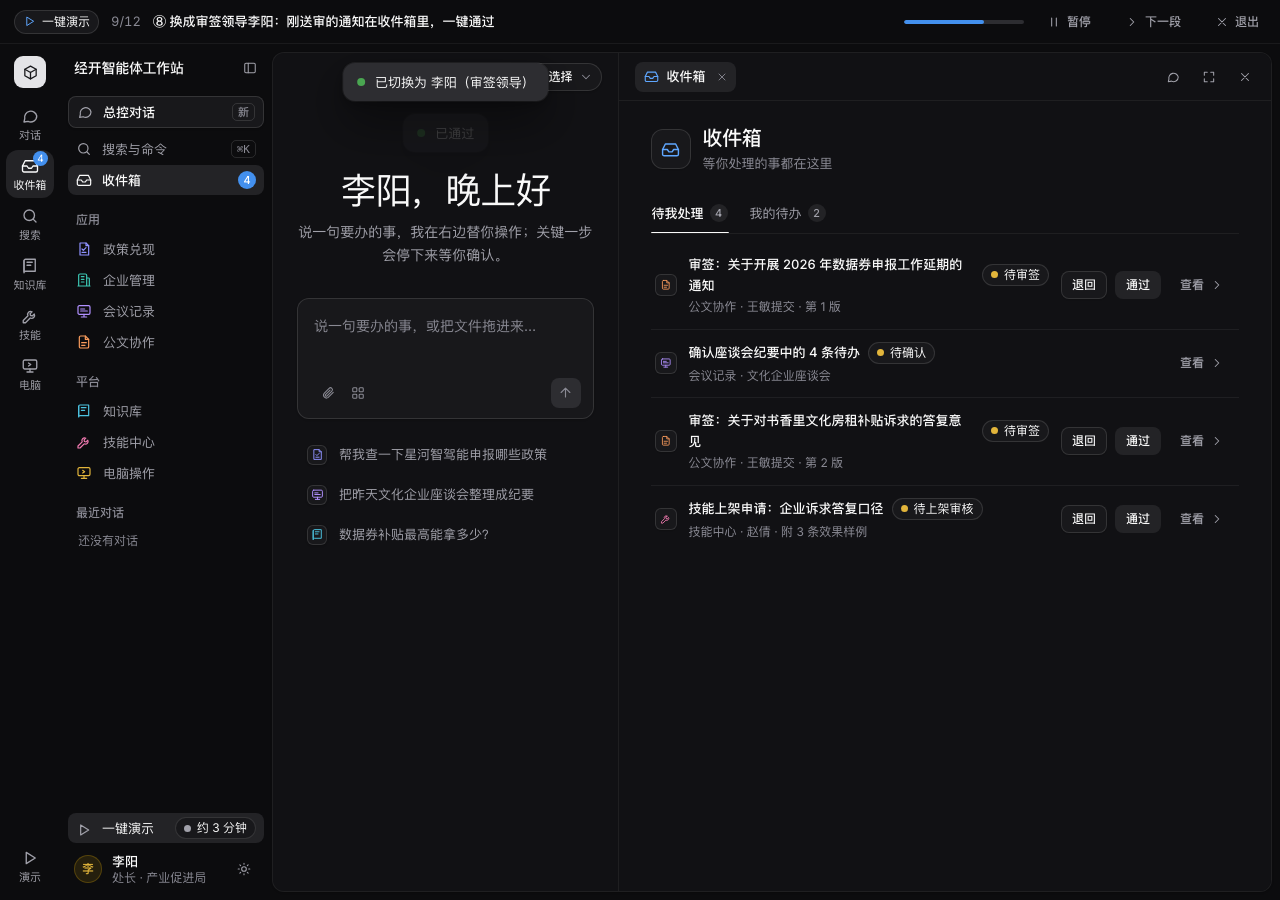 一键演示
9/12
⑧ 换成审签领导李阳：刚送审的通知在收件箱里，一键通过
暂停
下一段
退出
对话
4
收件箱
搜索
知识库
技能
电脑
演示
经开智能体工作站
总控对话
新
搜索与命令
⌘K
收件箱
4
应用
政策兑现
企业管理
会议记录
公文协作
平台
知识库
技能中心
电脑操作
最近对话
还没有对话
一键演示
约 3 分钟
李
李阳
处长 · 产业促进局
已切换为 李阳（审签领导）
选择
已通过
李阳，晚上好
说一句要办的事，我在右边替你操作；关键一步
会停下来等你确认。
说一句要办的事，或把文件拖进来...
帮我查一下星河智驾能申报哪些政策
把昨天文化企业座谈会整理成纪要
数据券补贴最高能拿多少？
收件箱
收件箱
等你处理的事都在这里
待我处理 4
我的待办 2
审签：关于开展 2026 年数据券申报工作延期的
通知
待审签
公文协作 · 王敏提交 · 第 1 版
退回
通过
查看
确认座谈会纪要中的 4 条待办
待确认
会议记录 · 文化企业座谈会
查看
审签：关于对书香里文化房租补贴诉求的答复意
见
待审签
公文协作 · 王敏提交 · 第 2 版
退回
通过
查看
技能上架申请：企业诉求答复口径
待上架审核
技能中心 · 赵倩 · 附 3 条效果样例
退回
通过
查看